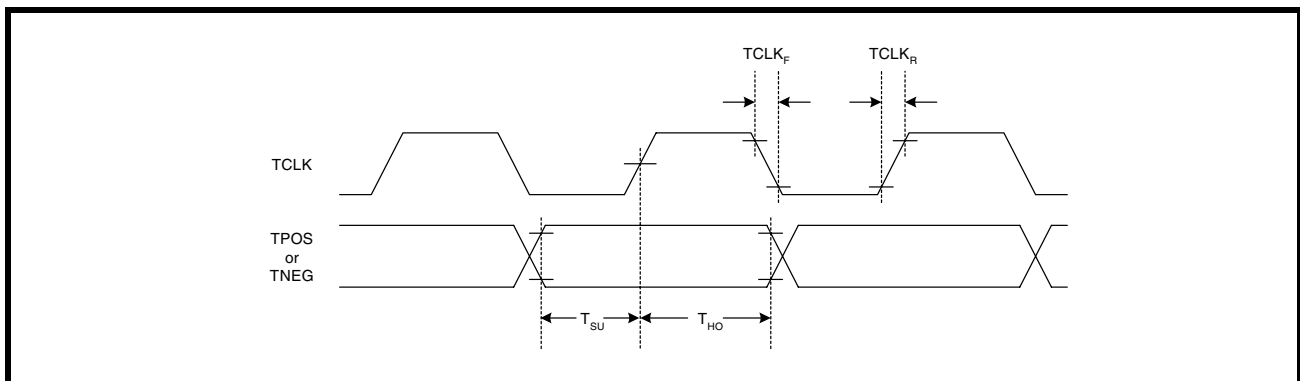 TCLKF
TCLKR
TCLK
TPOS
or
TNEG
TSU
THO